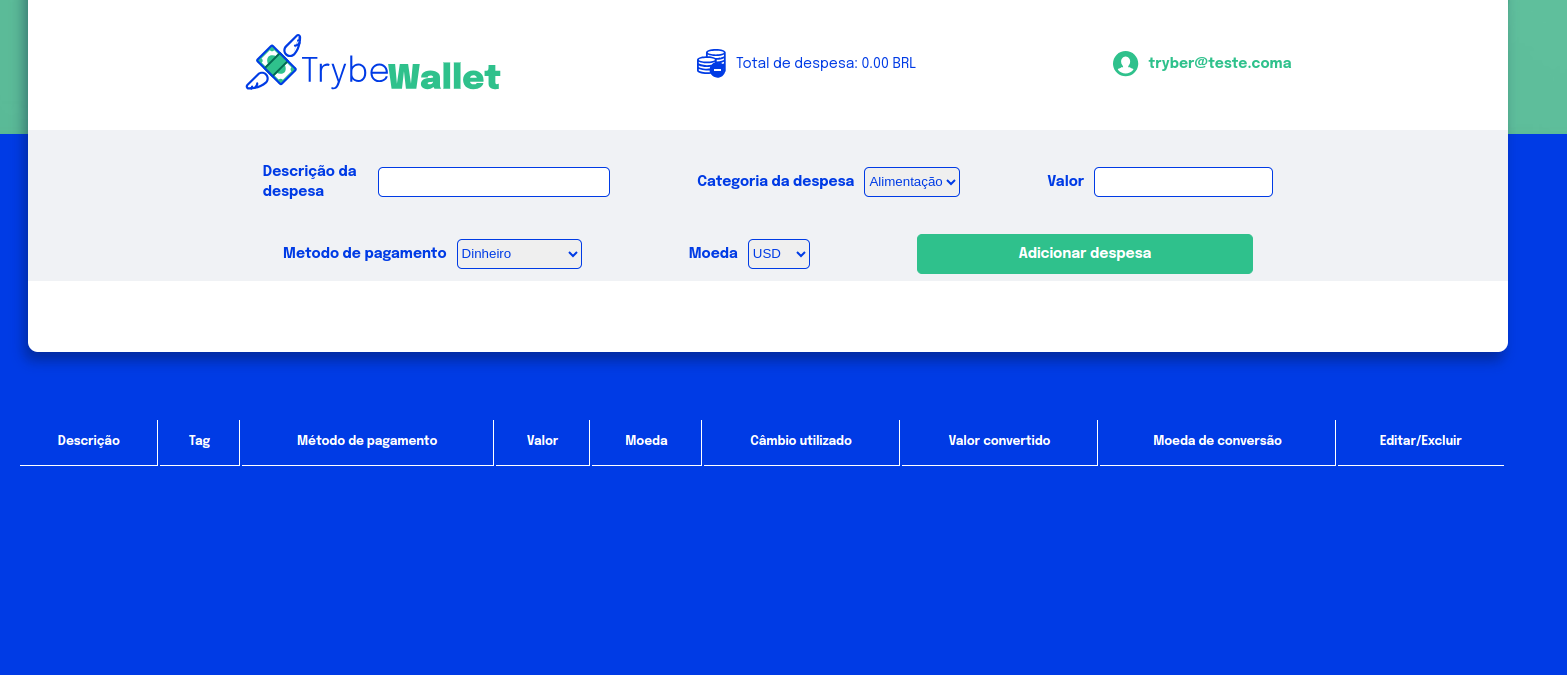 TrybeWallet
Total de despesa: 0.00 BRL
tryber@teste.coma
Descrição da
despesa
Categoria da despesa
Alimentação
Valor
Metodo de pagamento
Dinheiro
Moeda
USD
Adicionar despesa
Descrição
Tag
Método de pagamento
Valor
Moeda
Câmbio utilizado
Valor convertido
Moeda de conversão
Editar/Excluir